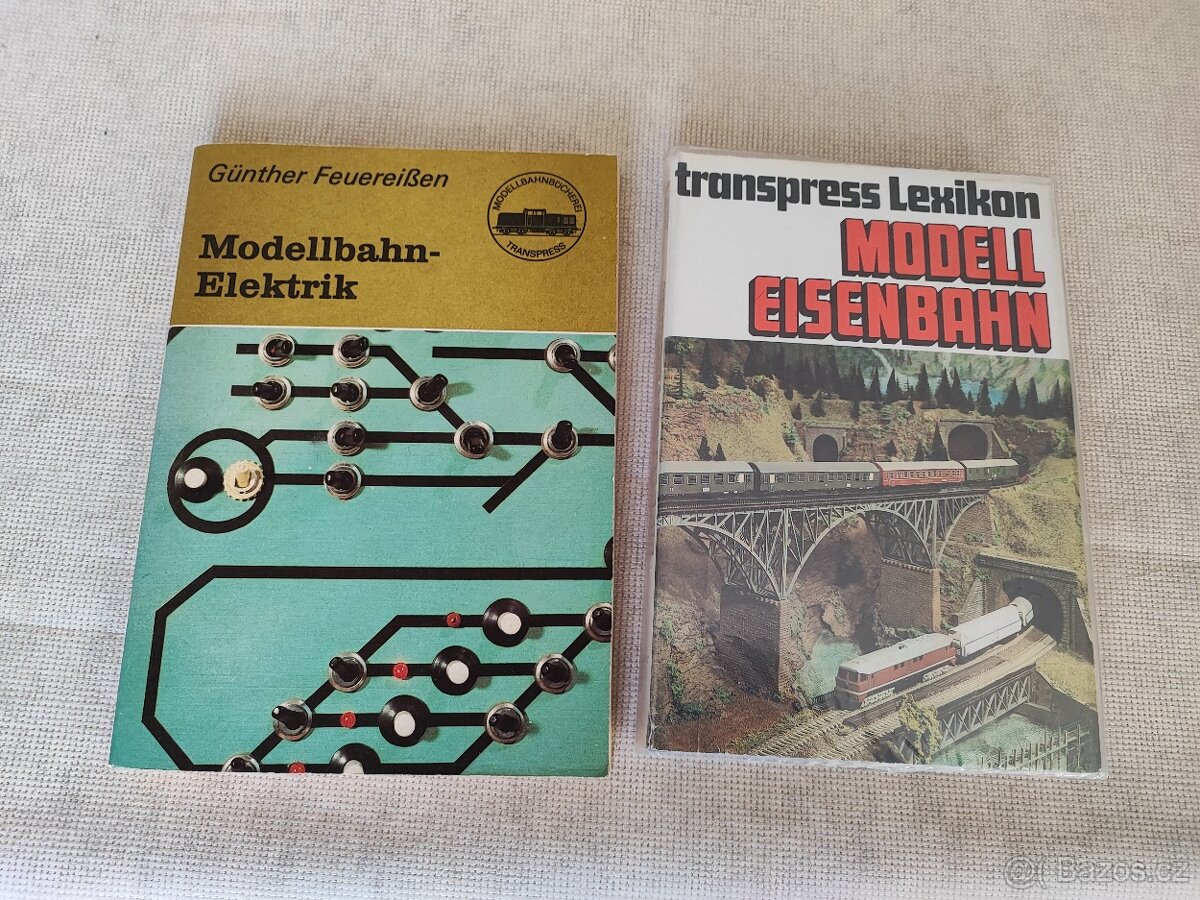 Günther Feuereißen
MODELLBAHNBÜCHEREI
TRANSPRESS
Modellbahn-
Elektrik
transpress Lexikon
MODELL
EISENBAHN
Bazos.cz